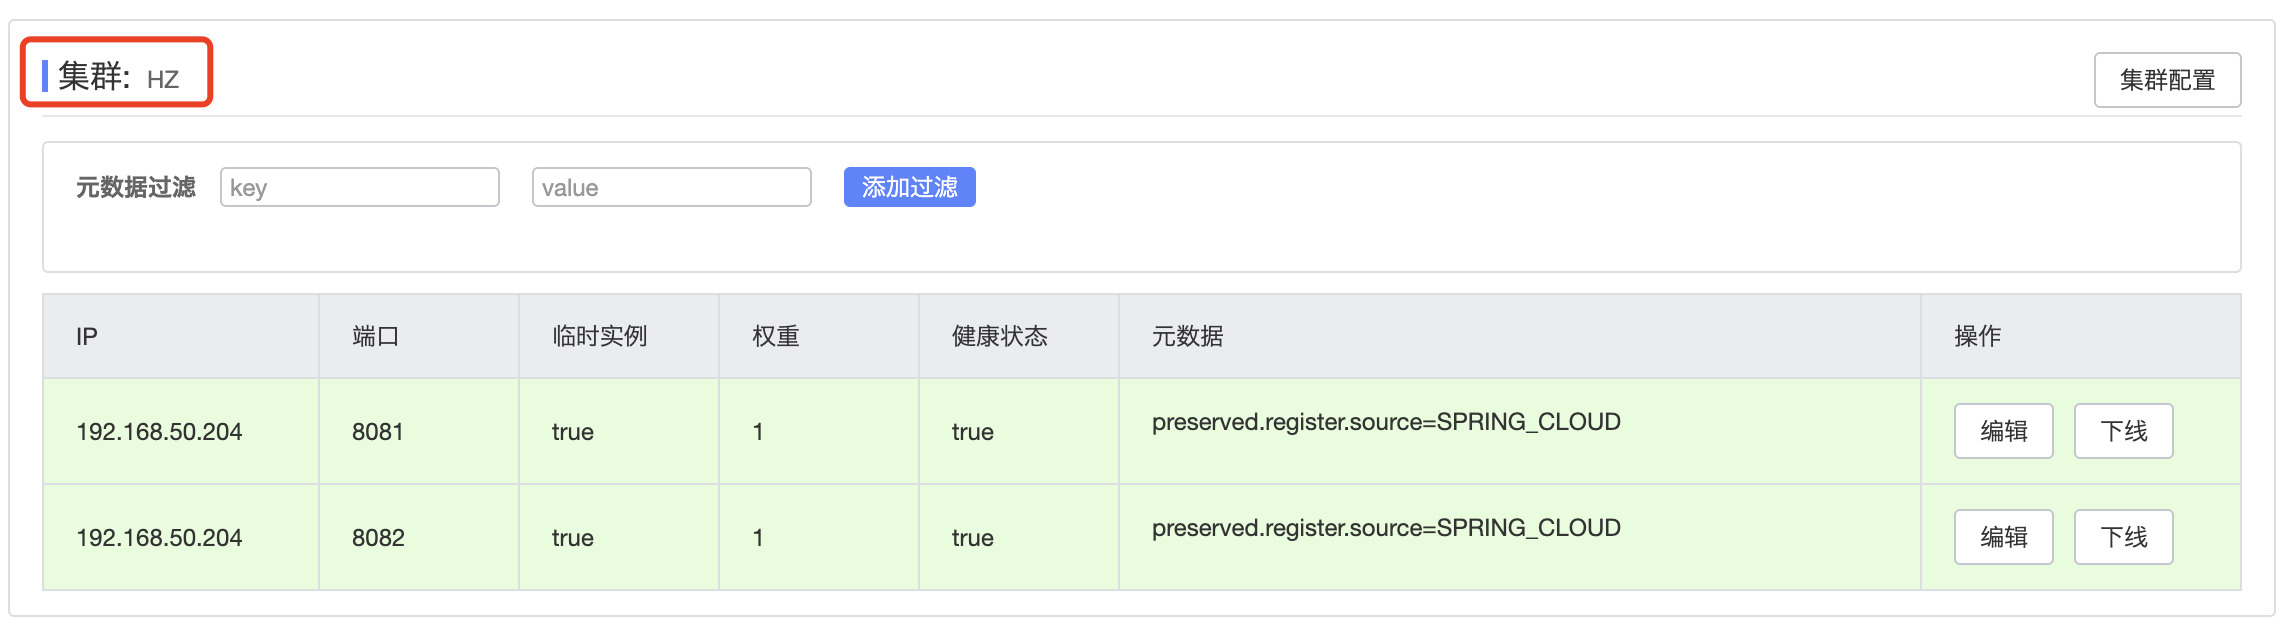 集群: HZ 集群配置
元数据过滤 key value 添加过滤
IP 端口 临时实例 权重 健康状态 元数据 操作
192.168.50.204 8081 true 1 true preserved.register.source=SPRING_CLOUD 编辑 下线
192.168.50.204 8082 true 1 true preserved.register.source=SPRING_CLOUD 编辑 下线